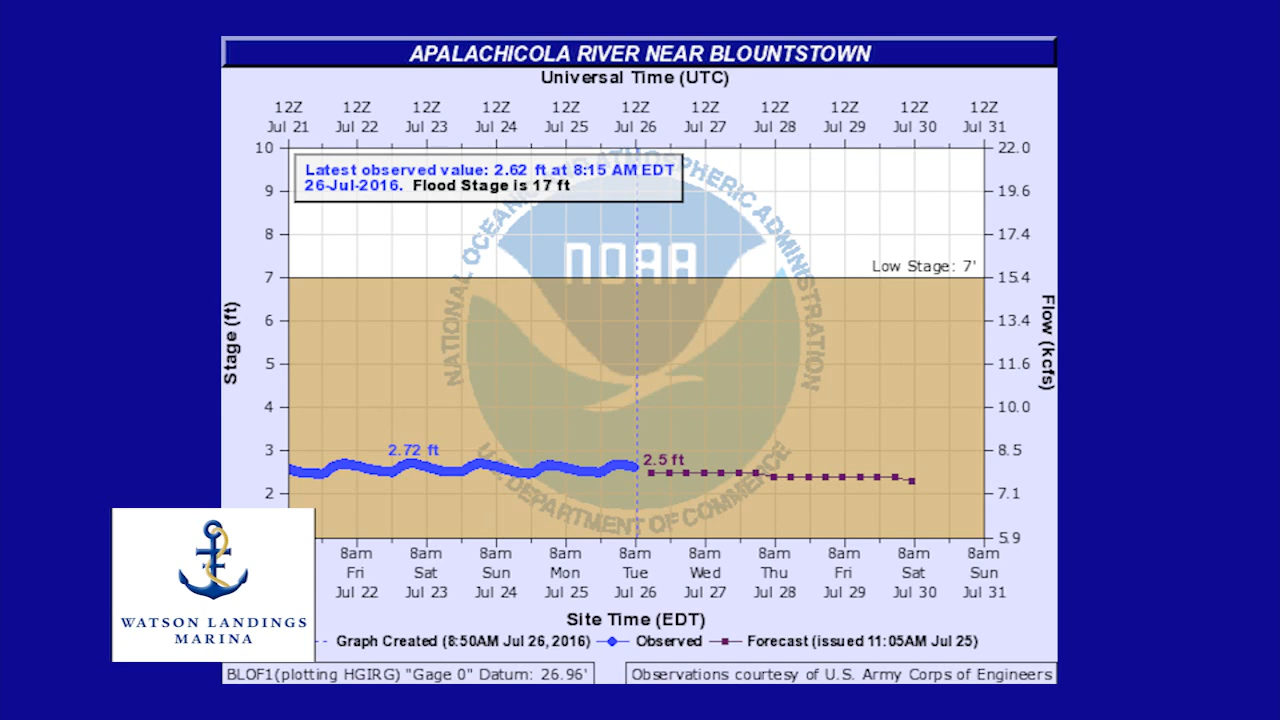 APALACHICOLA RIVER NEAR BLOUNTSTOWN
Universal Time (UTC)
12Z 12Z 12Z 12Z 12Z 12Z 12Z 12Z 12Z 12Z 12Z
Jul 21 Jul 22 Jul 23 Jul 24 Jul 25 Jul 26 Jul 27 Jul 28 Jul 29 Jul 30 Jul 31
10 22.0
Latest observed value: 2.62 ft at 8:15 AM EDT
26-Jul-2016. Flood Stage is 17 ft
9 19.6
8 17.4
NOAA
NATIONAL OCEANIC AND ATMOSPHERIC ADMINISTRATION
U.S. DEPARTMENT OF COMMERCE
Low Stage: 7'
7 15.4
6 13.4
Stage (ft)
Flow (kcfs)
5 11.6
4 10.0
3 8.5
2.72 ft
2.5 ft
2 7.1
5.9
8am 8am 8am 8am 8am 8am 8am 8am 8am 8am
Fri Sat Sun Mon Tue Wed Thu Fri Sat Sun
Jul 22 Jul 23 Jul 24 Jul 25 Jul 26 Jul 27 Jul 28 Jul 29 Jul 30 Jul 31
Site Time (EDT)
Graph Created (8:50AM Jul 26, 2016) Observed Forecast (issued 11:05AM Jul 25)
BLOF1(plotting HGIRG) "Gage 0" Datum: 26.96'
Observations courtesy of U.S. Army Corps of Engineers
WATSON LANDINGS
MARINA